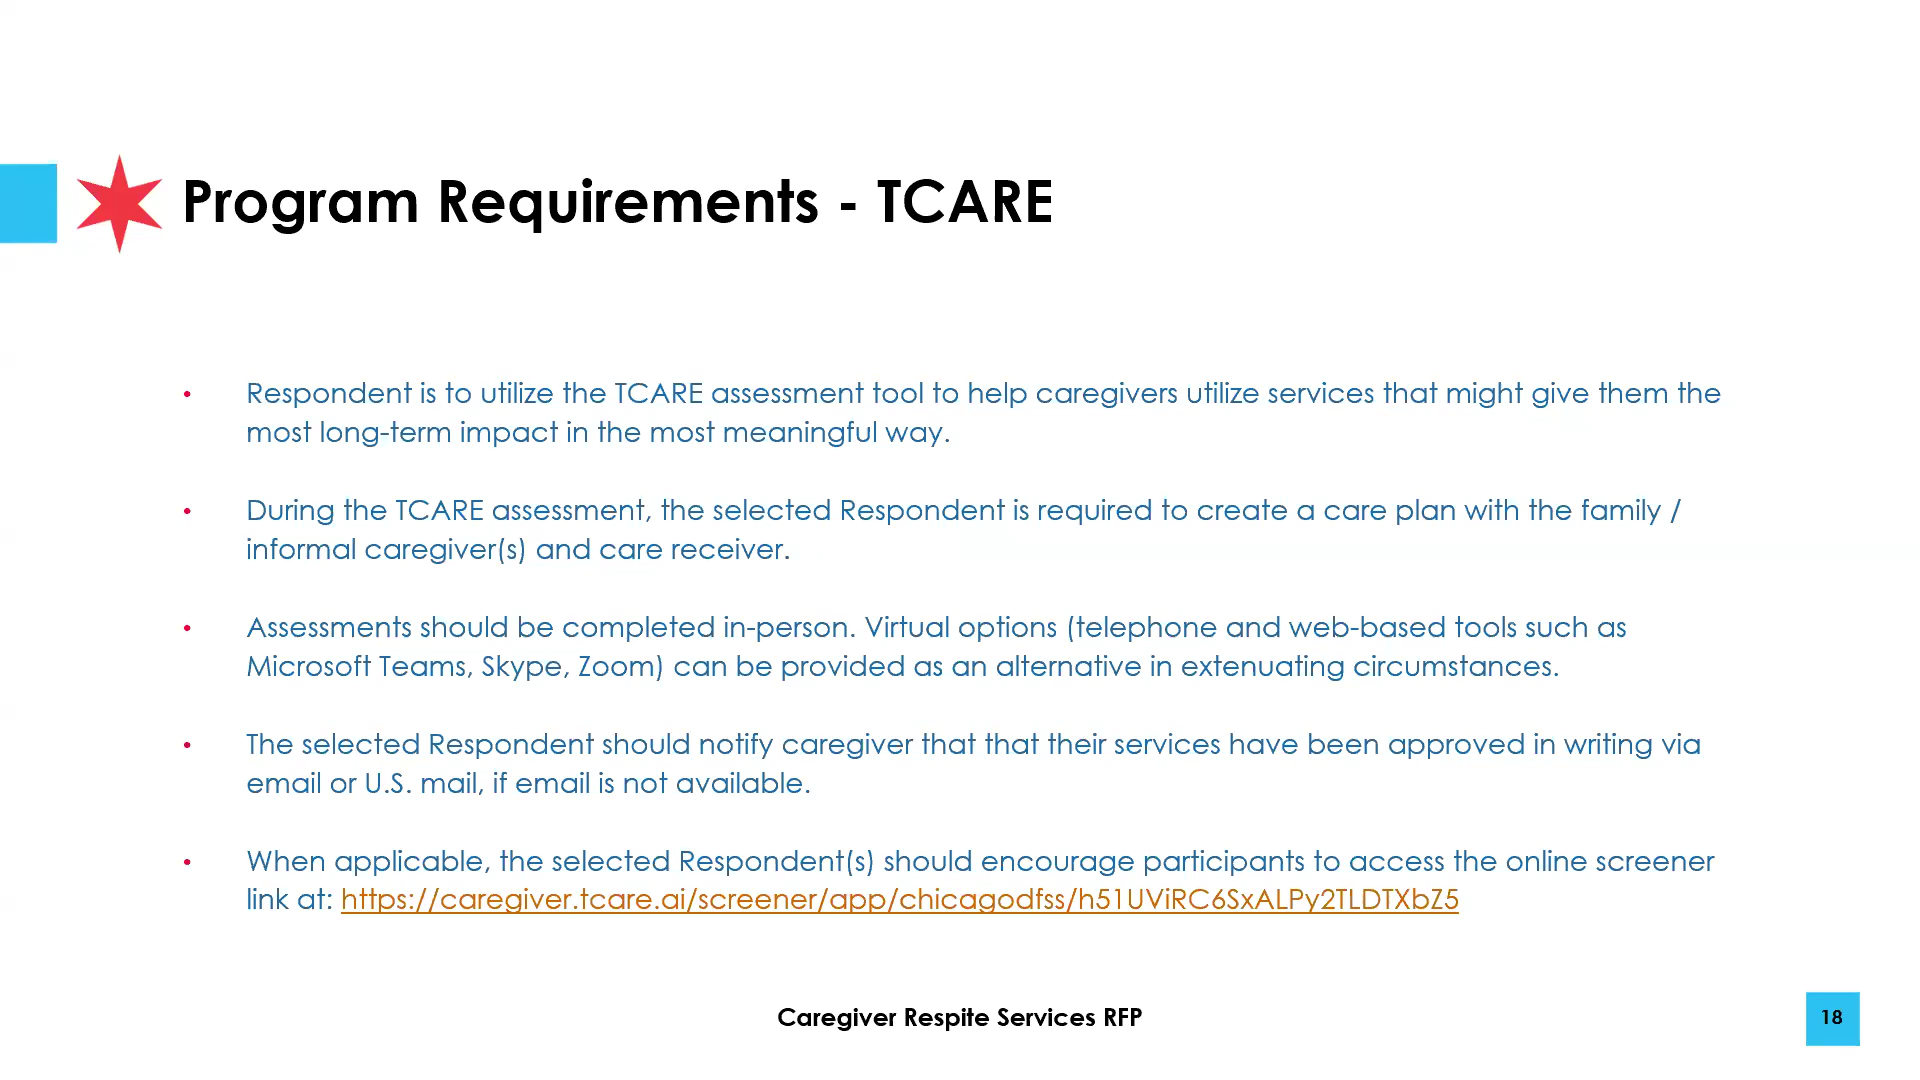 Program Requirements - TCARE
• Respondent is to utilize the TCARE assessment tool to help caregivers utilize services that might give them the
most long-term impact in the most meaningful way.
• During the TCARE assessment, the selected Respondent is required to create a care plan with the family /
informal caregiver(s) and care receiver.
• Assessments should be completed in-person. Virtual options (telephone and web-based tools such as
Microsoft Teams, Skype, Zoom) can be provided as an alternative in extenuating circumstances.
• The selected Respondent should notify caregiver that that their services have been approved in writing via
email or U.S. mail, if email is not available.
• When applicable, the selected Respondent(s) should encourage participants to access the online screener
link at: https://caregiver.tcare.ai/screener/app/chicagodfss/h51UViRC6SxALPy2TLDTXbZ5
Caregiver Respite Services RFP
18